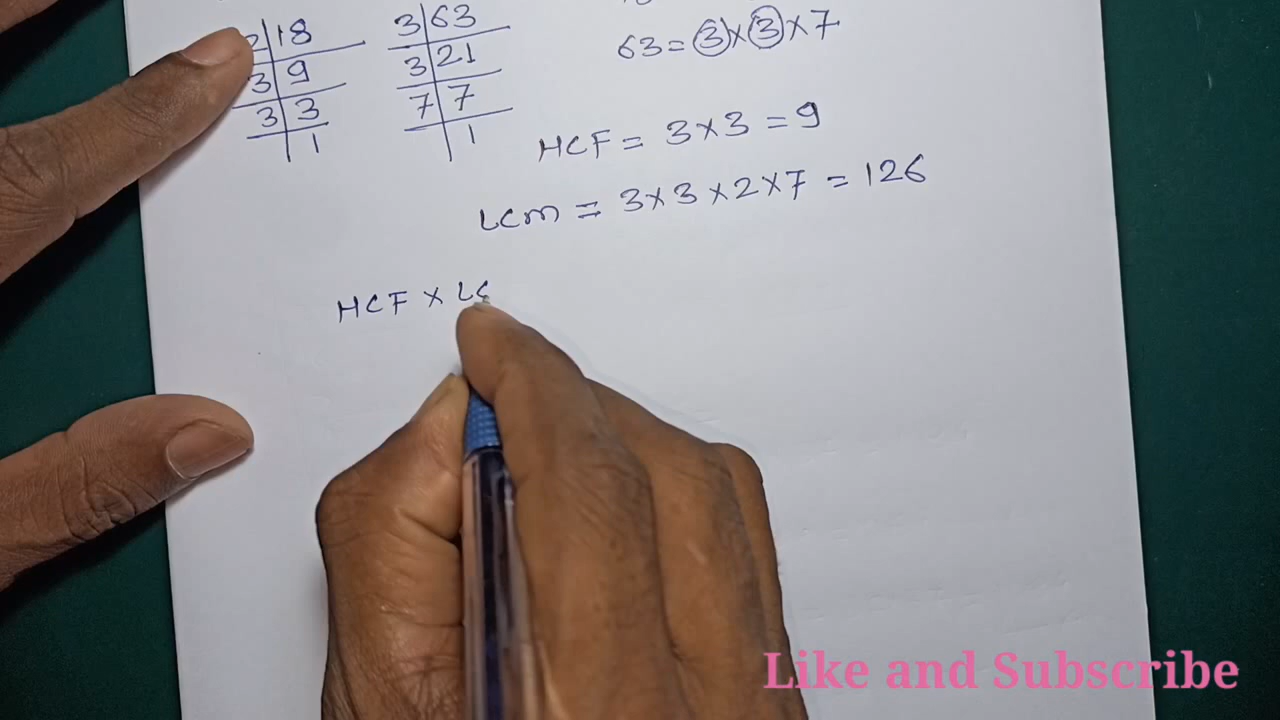 2 18
3 9
3 3
1
3 63
3 21
7 7
1
63 = 3 × 3 × 7
HCF = 3 × 3 = 9
LCM = 3 × 3 × 2 × 7 = 126
HCF × LC
Like and Subscribe